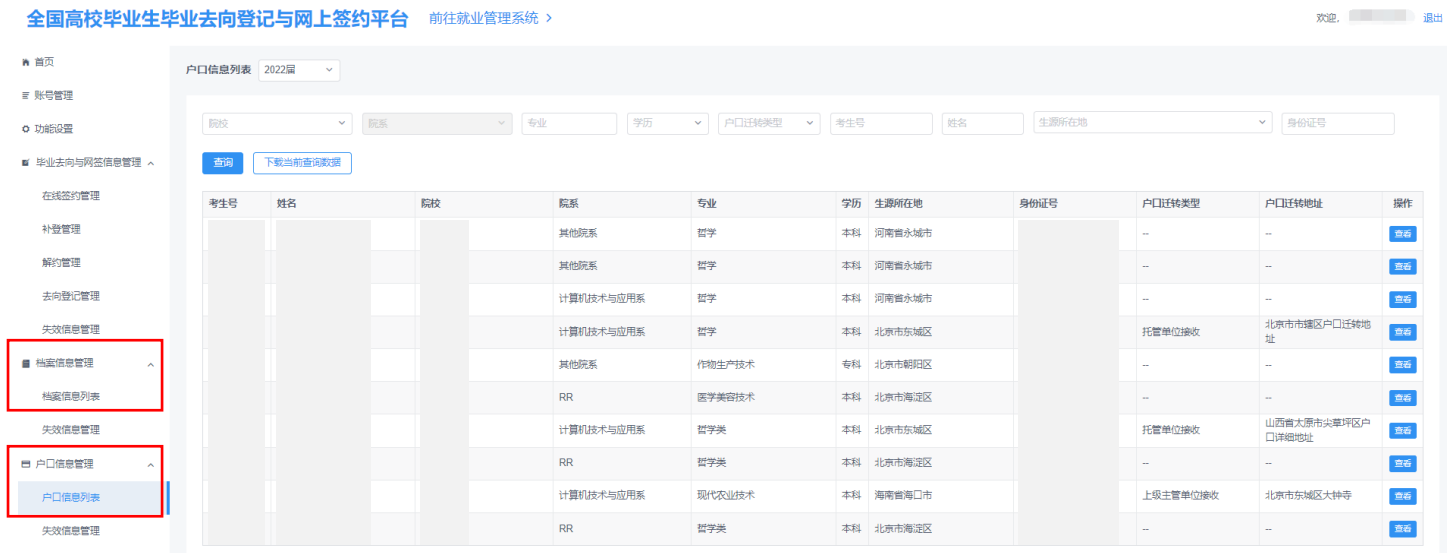 全国高校毕业生毕业去向登记与网上签约平台 前往就业管理系统 >
欢迎, 退出
首页
账号管理
功能设置
毕业去向与网签信息管理
在线签约管理
补登管理
解约管理
去向登记管理
失效信息管理
档案信息管理
档案信息列表
失效信息管理
户口信息管理
户口信息列表
失效信息管理
户口信息列表 2022届
院校 院系 专业 学历 户口迁转类型 考生号 姓名 生源所在地 身份证号
查询 下载当前查询数据
考生号 姓名 院校 院系 专业 学历 生源所在地 身份证号 户口迁转类型 户口迁转地址 操作
其他院系 哲学 本科 河南省永城市 -- -- 查看
其他院系 哲学 本科 河南省永城市 -- -- 查看
计算机技术与应用系 哲学 本科 河南省永城市 -- -- 查看
计算机技术与应用系 哲学 本科 北京市东城区 托管单位接收 北京市市辖区户口迁转地
址 查看
其他院系 作物生产技术 专科 北京市朝阳区 -- -- 查看
RR 医学美容技术 本科 北京市海淀区 -- -- 查看
计算机技术与应用系 哲学类 本科 北京市东城区 托管单位接收 山西省太原市尖草坪区户
口详细地址 查看
RR 哲学类 本科 北京市海淀区 -- -- 查看
计算机技术与应用系 现代农业技术 本科 海南省海口市 上级主管单位接收 北京市东城区大钟寺 查看
RR 哲学类 本科 北京市海淀区 -- -- 查看